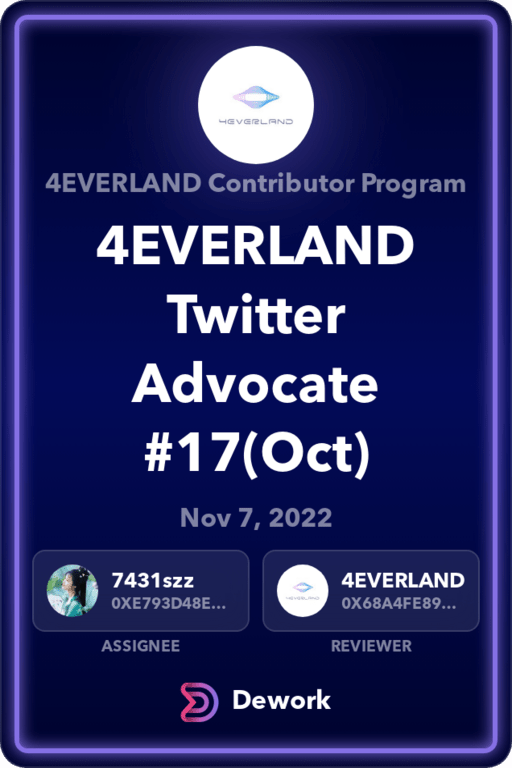 4EVERLAND
4EVERLAND Contributor Program
4EVERLAND
Twitter
Advocate
#17(Oct)
Nov 7, 2022
7431szz
0XE793D48E...
4EVERLAND
4EVERLAND
0X68A4FE89...
ASSIGNEE
REVIEWER
Dework